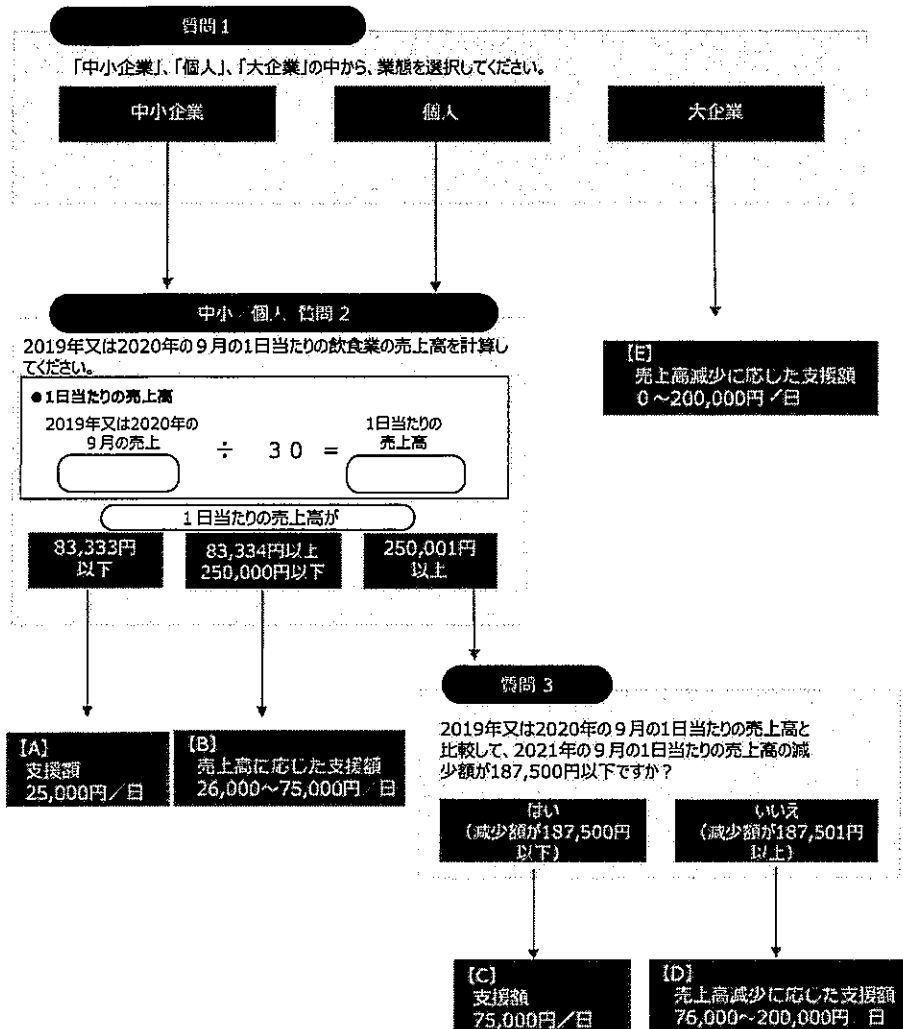 質問1
「中小企業」、「個人」、「大企業」の中から、業態を選択してください。
中小企業
個人
大企業
中小／個人 質問2
2019年又は2020年の9月の1日当たりの飲食業の売上高を計算し
てください。
●1日当たりの売上高
2019年又は2020年の
9月の売上
÷ 30 =
1日当たりの
売上高
1日当たりの売上高が
83,333円
以下
83,334円以上
250,000円以下
250,001円
以上
[E]
売上高減少に応じた支援額
0～200,000円／日
質問3
2019年又は2020年の9月の1日当たりの売上高と
比較して、2021年の9月の1日当たりの売上高の減
少額が187,500円以下ですか？
はい
（減少額が187,500円
以下）
いいえ
（減少額が187,501円
以上）
[A]
支援額
25,000円／日
[B]
売上高に応じた支援額
26,000～75,000円／日
[C]
支援額
75,000円／日
[D]
売上高減少に応じた支援額
76,000～200,000円／日